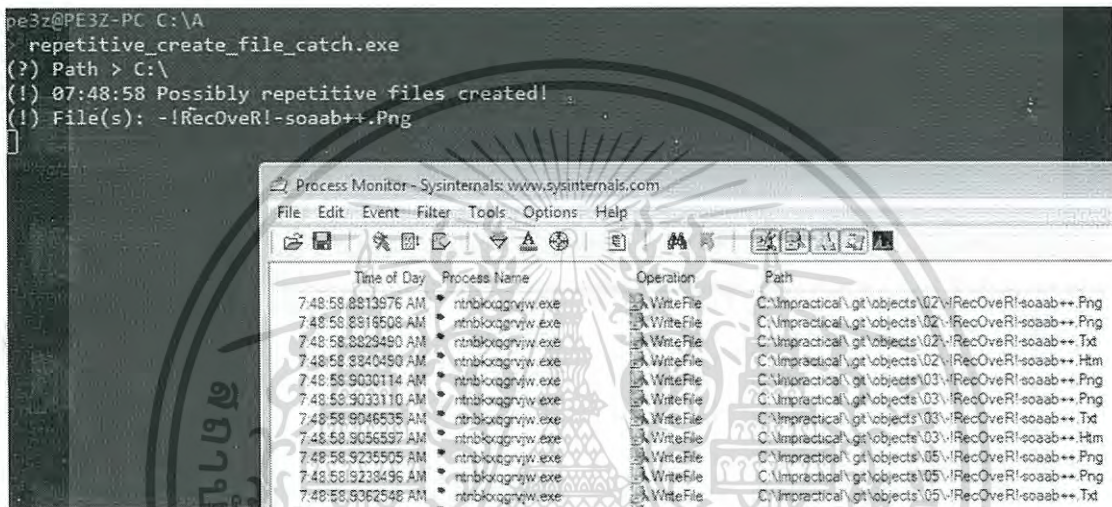 pe3z@PE3Z-PC C:\A
> repetitive_create_file_catch.exe
(?) Path > C:\
(!) 07:48:58 Possibly repetitive files created!
(!) File(s): -!RecOveR!-soaab++.Png
Process Monitor - Sysinternals: www.sysinternals.com
File Edit Event Filter Tools Options Help
Time of Day Process Name Operation Path
7:48:58.8813976 AM ntnbkxqgrvjw.exe WriteFile C:\Impractical\.git\objects\02\-!RecOveR!-soaab++.Png
7:48:58.8916508 AM ntnbkxqgrvjw.exe WriteFile C:\Impractical\.git\objects\02\-!RecOveR!-soaab++.Png
7:48:58.8829490 AM ntnbkxqgrvjw.exe WriteFile C:\Impractical\.git\objects\02\-!RecOveR!-soaab++.Txt
7:48:58.8840490 AM ntnbkxqgrvjw.exe WriteFile C:\Impractical\.git\objects\02\-!RecOveR!-soaab++.Htm
7:48:58.9030114 AM ntnbkxqgrvjw.exe WriteFile C:\Impractical\.git\objects\03\-!RecOveR!-soaab++.Png
7:48:58.9033110 AM ntnbkxqgrvjw.exe WriteFile C:\Impractical\.git\objects\03\-!RecOveR!-soaab++.Png
7:48:58.9046535 AM ntnbkxqgrvjw.exe WriteFile C:\Impractical\.git\objects\03\-!RecOveR!-soaab++.Txt
7:48:58.9056597 AM ntnbkxqgrvjw.exe WriteFile C:\Impractical\.git\objects\03\-!RecOveR!-soaab++.Htm
7:48:58.9235505 AM ntnbkxqgrvjw.exe WriteFile C:\Impractical\.git\objects\05\-!RecOveR!-soaab++.Png
7:48:58.9238496 AM ntnbkxqgrvjw.exe WriteFile C:\Impractical\.git\objects\05\-!RecOveR!-soaab++.Png
7:48:58.9362548 AM ntnbkxqgrvjw.exe WriteFile C:\Impractical\.git\objects\05\-!RecOveR!-soaab++.Txt